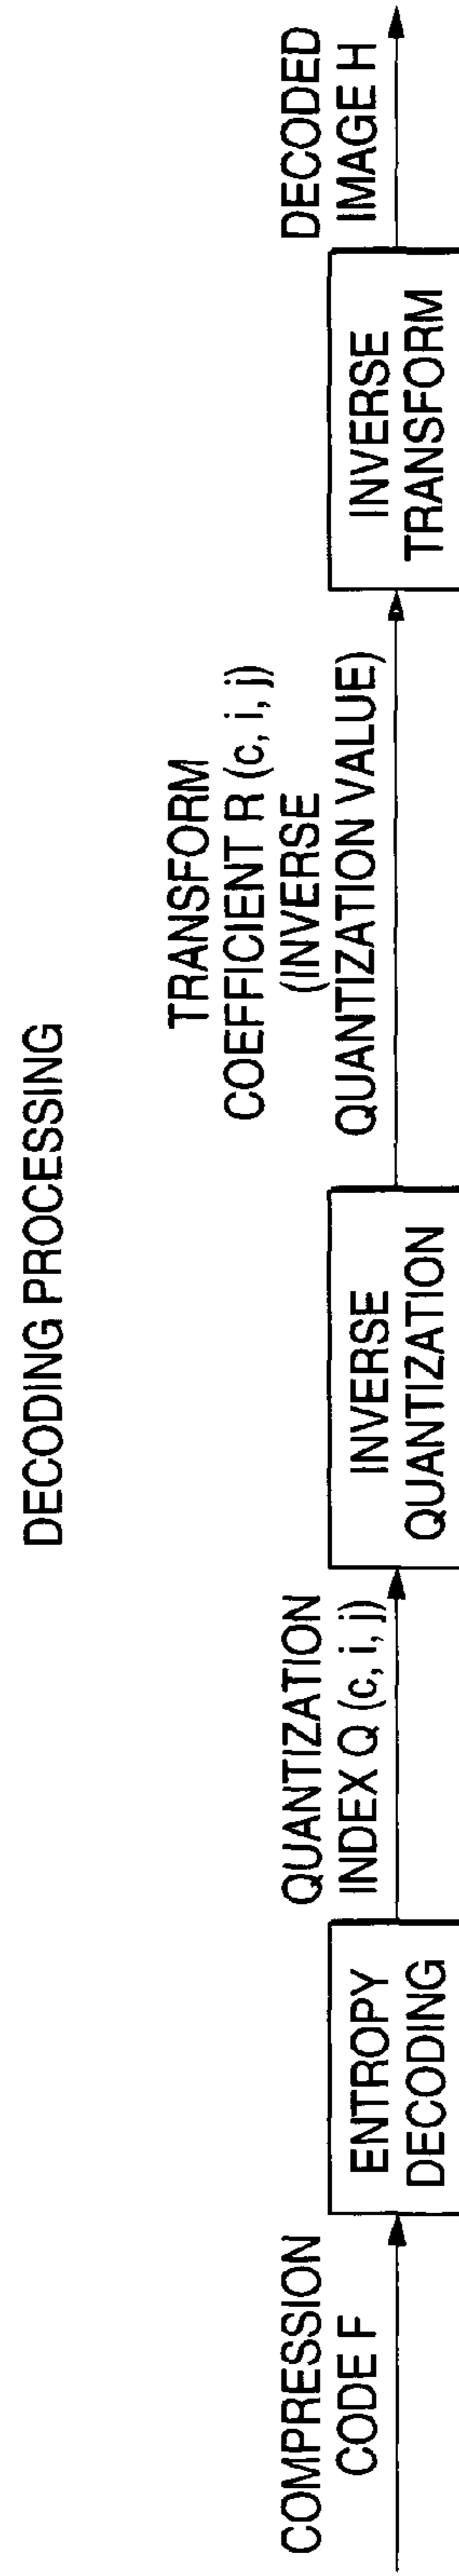 DECODING PROCESSING
COMPRESSION
CODE F
ENTROPY
DECODING
QUANTIZATION
INDEX Q (c, i, j)
INVERSE
QUANTIZATION
TRANSFORM
COEFFICIENT R (c, i, j)
(INVERSE
QUANTIZATION VALUE)
INVERSE
TRANSFORM
DECODED
IMAGE H